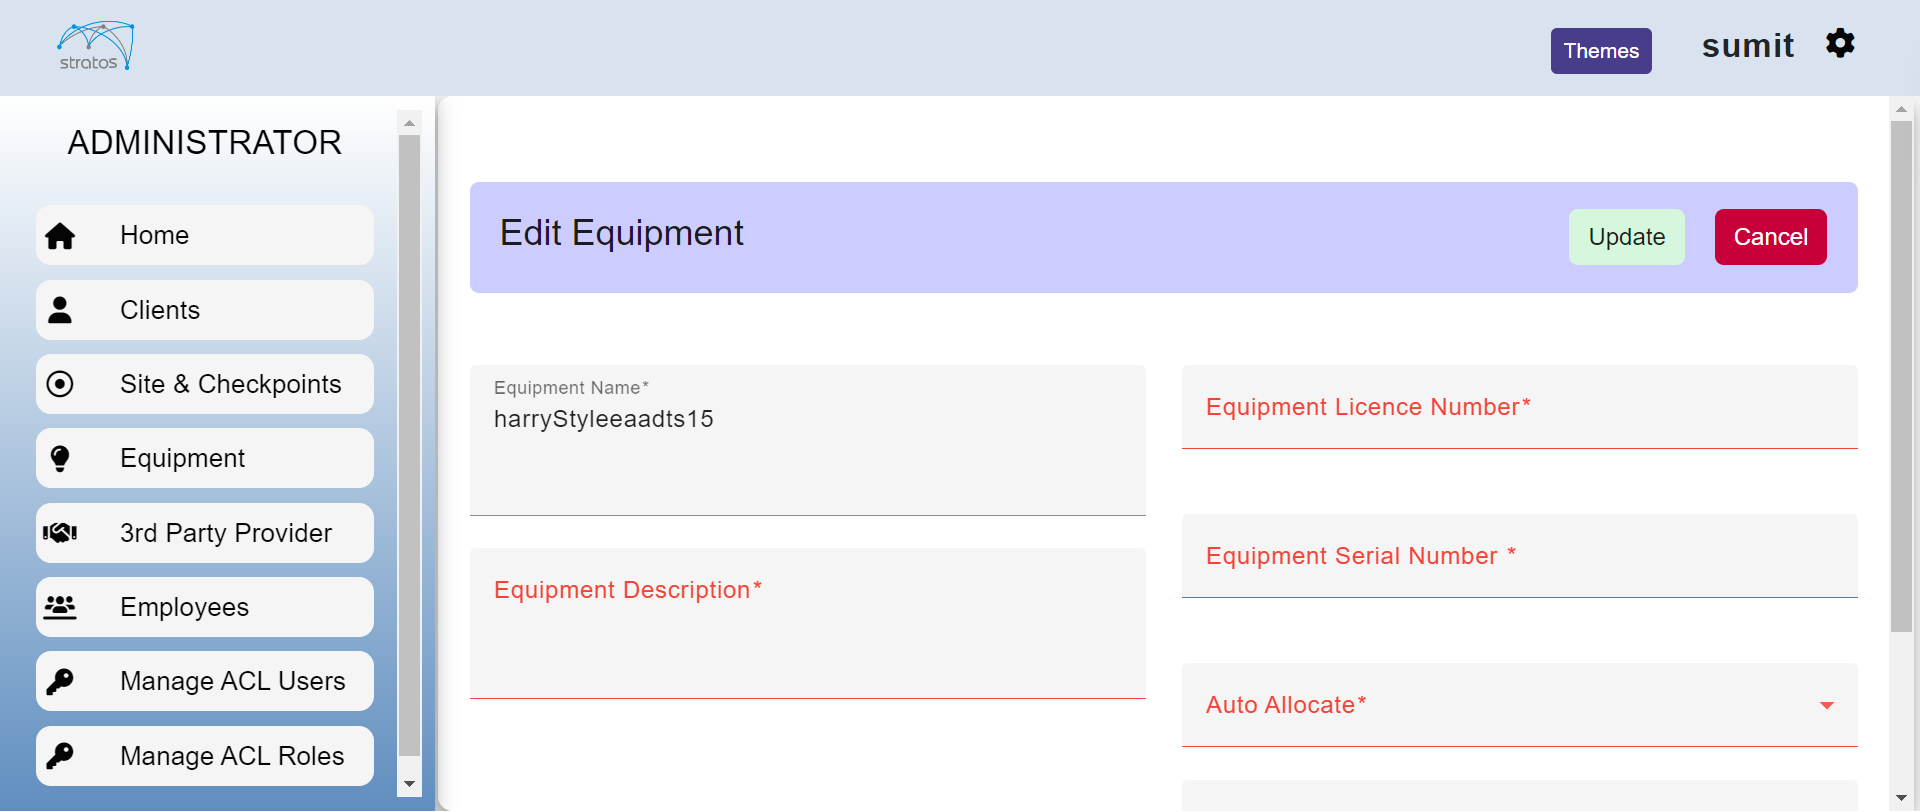 stratos
Themes
sumit
ADMINISTRATOR
Home
Clients
Site & Checkpoints
Equipment
3rd Party Provider
Employees
Manage ACL Users
Manage ACL Roles
Edit Equipment
Update
Cancel
Equipment Name*
harryStyleeaadts15
Equipment Description*
Equipment Licence Number*
Equipment Serial Number *
Auto Allocate*